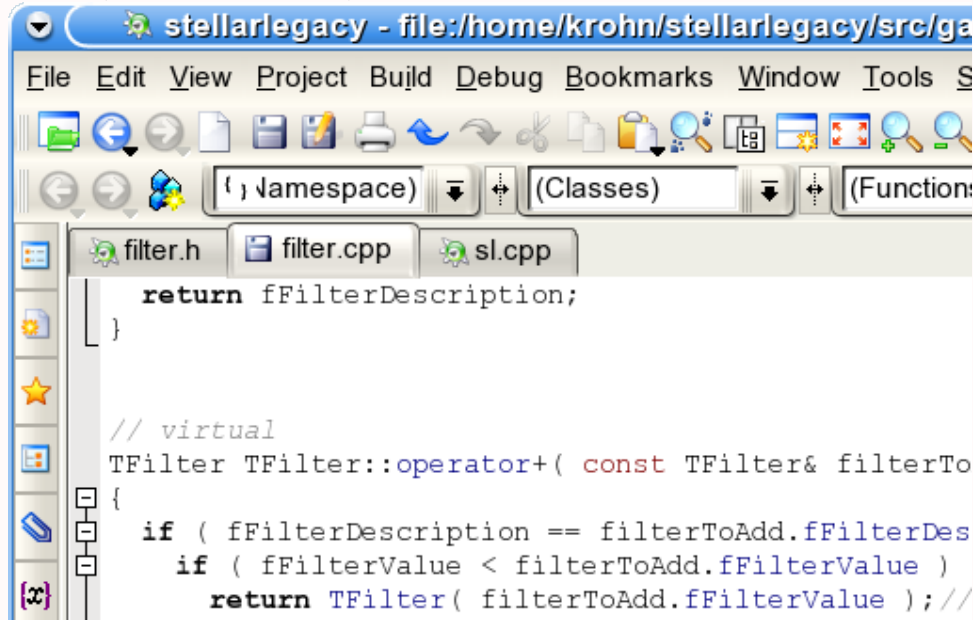 stellarlegacy - file:/home/krohn/stellarlegacy/src/ga
File Edit View Project Build Debug Bookmarks Window Tools S
(Classes) (Functions
filter.h filter.cpp sl.cpp
return fFilterDescription;
}
// virtual
TFilter TFilter::operator+( const TFilter& filterTo
{
if ( fFilterDescription == filterToAdd.fFilterDes
if ( fFilterValue < filterToAdd.fFilterValue )
{x} return TFilter( filterToAdd.fFilterValue );//